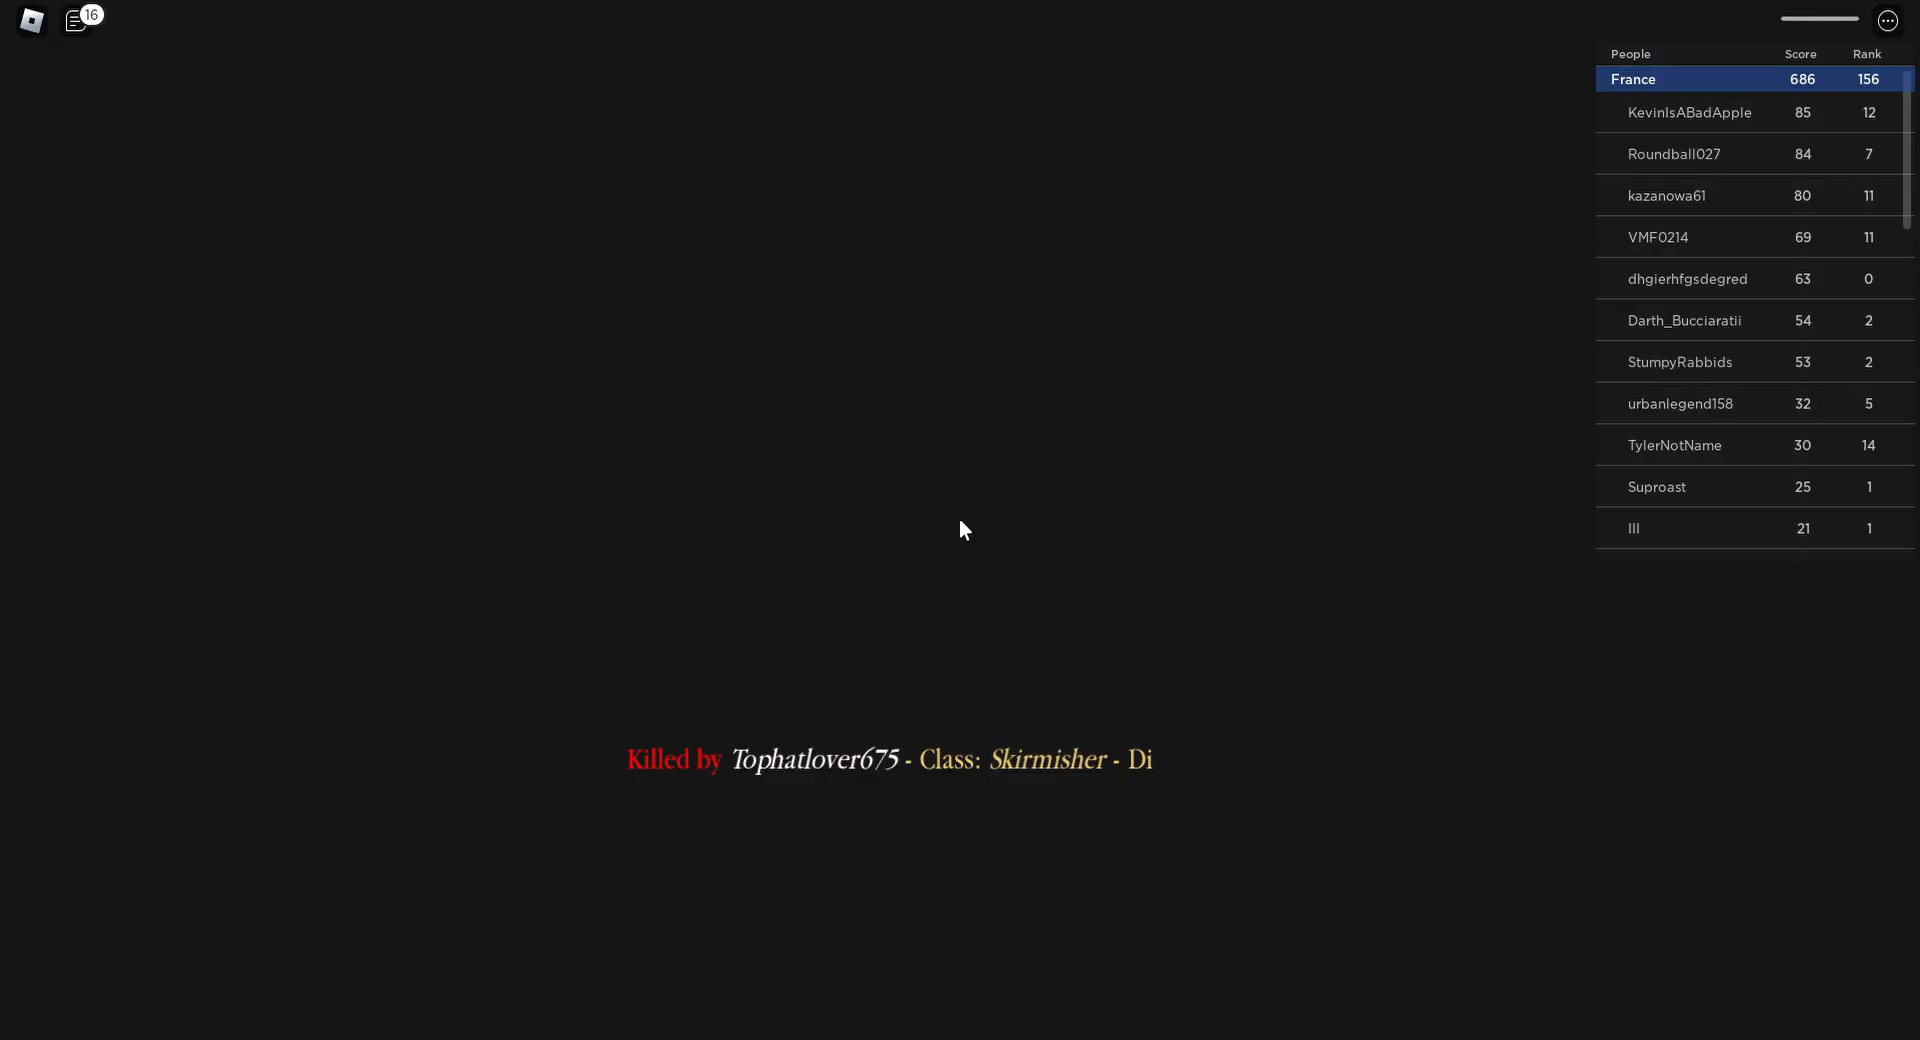 16
People Score Rank
France 686 156
KevinIsABadApple 85 12
Roundball027 84 7
kazanowa61 80 11
VMF0214 69 11
dhgierhfgsdegred 63 0
Darth_Bucciaratii 54 2
StumpyRabbids 53 2
urbanlegend158 32 5
TylerNotName 30 14
Suproast 25 1
III 21 1
Killed by Tophatlover675 - Class: Skirmisher - Di